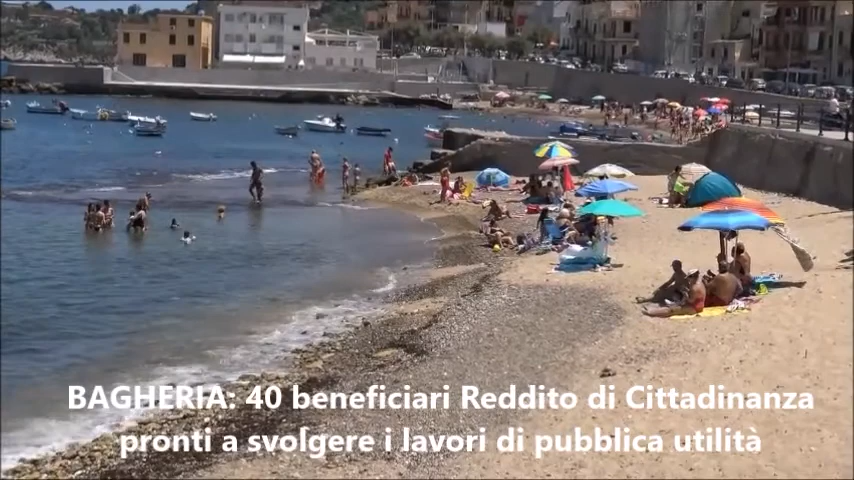 BAGHERIA: 40 beneficiari Reddito di Cittadinanza
pronti a svolgere i lavori di pubblica utilità